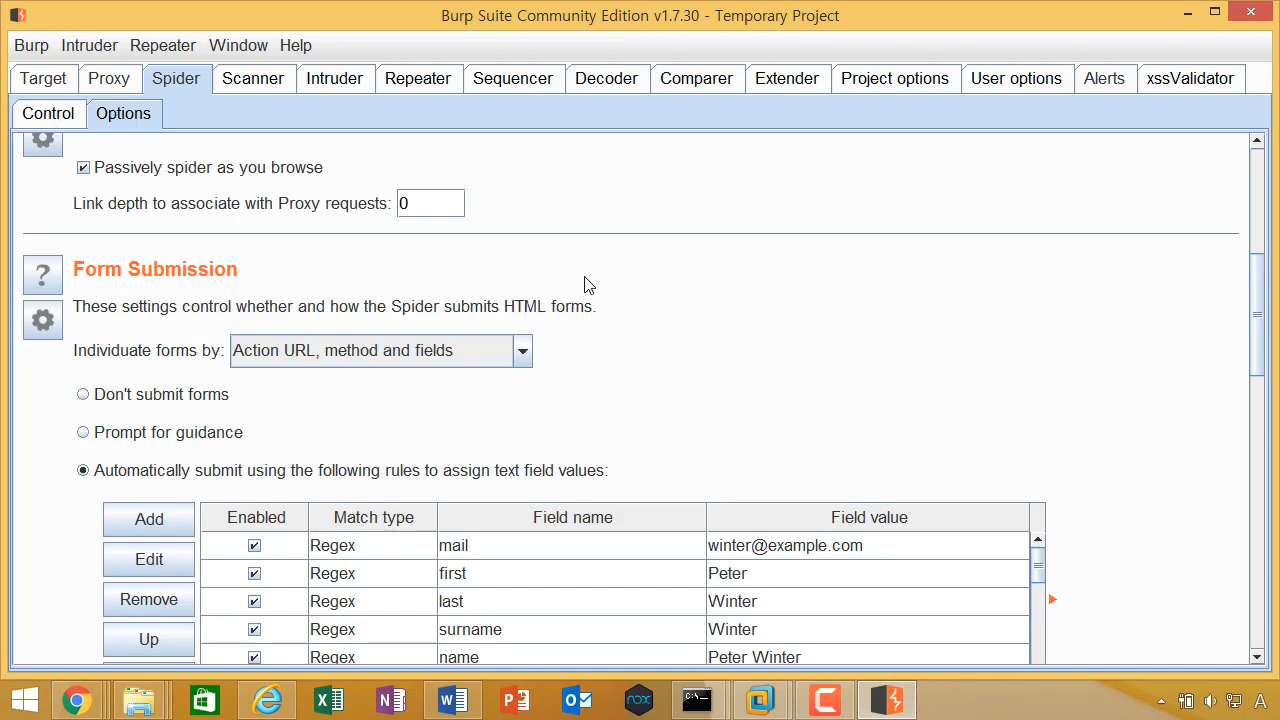 Burp Suite Community Edition v1.7.30 - Temporary Project
Burp Intruder Repeater Window Help
Target Proxy Spider Scanner Intruder Repeater Sequencer Decoder Comparer Extender Project options User options Alerts xssValidator
Control Options
Passively spider as you browse
Link depth to associate with Proxy requests: 0
? Form Submission
These settings control whether and how the Spider submits HTML forms.
Individuate forms by: Action URL, method and fields
Don't submit forms
Prompt for guidance
Automatically submit using the following rules to assign text field values:
Add Enabled Match type Field name Field value
Regex mail winter@example.com
Edit Regex first Peter
Remove Regex last Winter
Up Regex surname Winter
Regex name Peter Winter
A